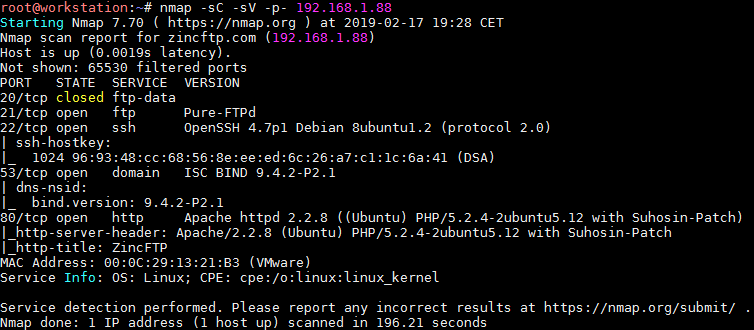 root@workstation:~# nmap -sC -sV -p- 192.168.1.88
Starting Nmap 7.70 ( https://nmap.org ) at 2019-02-17 19:28 CET
Nmap scan report for zincftp.com (192.168.1.88)
Host is up (0.0019s latency).
Not shown: 65530 filtered ports
PORT   STATE  SERVICE  VERSION
20/tcp closed ftp-data
21/tcp open   ftp      Pure-FTPd
22/tcp open   ssh      OpenSSH 4.7p1 Debian 8ubuntu1.2 (protocol 2.0)
| ssh-hostkey:
|_  1024 96:93:48:cc:68:56:8e:ee:ed:6c:26:a7:c1:1c:6a:41 (DSA)
53/tcp open   domain   ISC BIND 9.4.2-P2.1
| dns-nsid:
|_  bind.version: 9.4.2-P2.1
80/tcp open   http     Apache httpd 2.2.8 ((Ubuntu) PHP/5.2.4-2ubuntu5.12 with Suhosin-Patch)
|_http-server-header: Apache/2.2.8 (Ubuntu) PHP/5.2.4-2ubuntu5.12 with Suhosin-Patch
|_http-title: ZincFTP
MAC Address: 00:0C:29:13:21:B3 (VMware)
Service Info: OS: Linux; CPE: cpe:/o:linux:linux_kernel

Service detection performed. Please report any incorrect results at https://nmap.org/submit/ .
Nmap done: 1 IP address (1 host up) scanned in 196.21 seconds